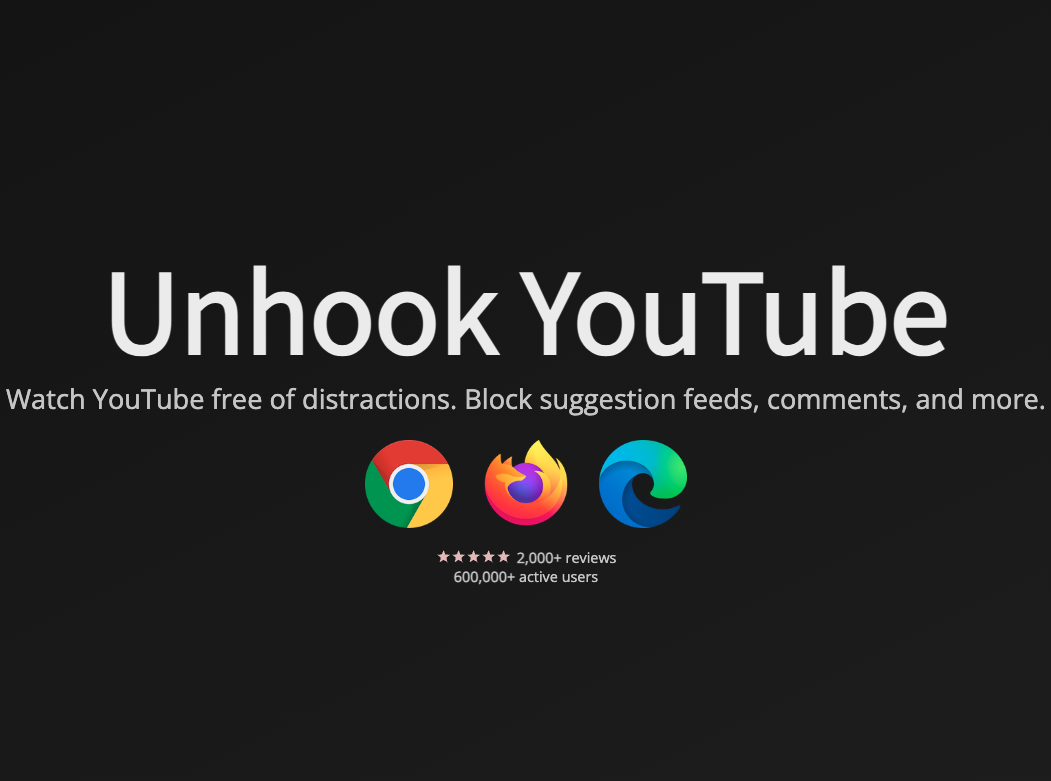 Unhook YouTube
Watch YouTube free of distractions. Block suggestion feeds, comments, and more.
★★★★★ 2,000+ reviews
600,000+ active users